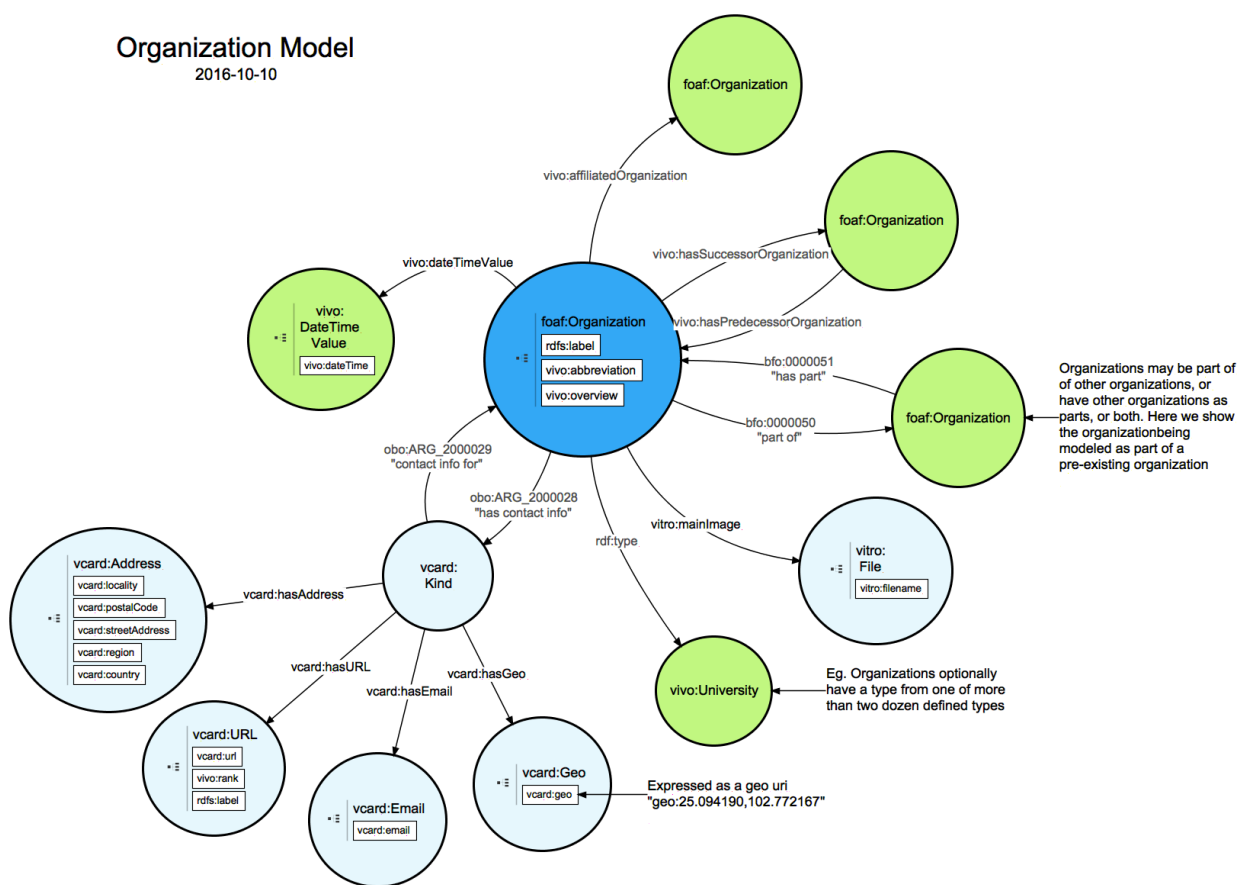 Organization Model
2016-10-10
foaf:Organization
vivo:affiliatedOrganization
foaf:Organization
vivo:hasSuccessorOrganization
vivo:dateTimeValue
vivo:
DateTime
Value
vivo:dateTime
foaf:Organization
rdfs:label
vivo:abbreviation
vivo:overview
vivo:hasPredecessorOrganization
bfo:0000051
"has part"
bfo:0000050
"part of"
foaf:Organization
Organizations may be part of
of other organizations, or
have other organizations as
parts, or both. Here we show
the organizationbeing
modeled as part of a
pre-existing organization
obo:ARG_2000029
"contact info for"
obo:ARG_2000028
"has contact info"
rdf:type
vitro:mainImage
vitro:
File
vitro:filename
vcard:
Kind
vcard:Address
vcard:locality
vcard:postalCode
vcard:streetAddress
vcard:region
vcard:country
vcard:hasAddress
vcard:hasURL
vcard:hasEmail
vcard:hasGeo
vivo:University
Eg. Organizations optionally
have a type from one of more
than two dozen defined types
vcard:URL
vcard:url
vivo:rank
rdfs:label
vcard:Email
vcard:email
vcard:Geo
vcard:geo
Expressed as a geo uri
"geo:25.094190,102.772167"